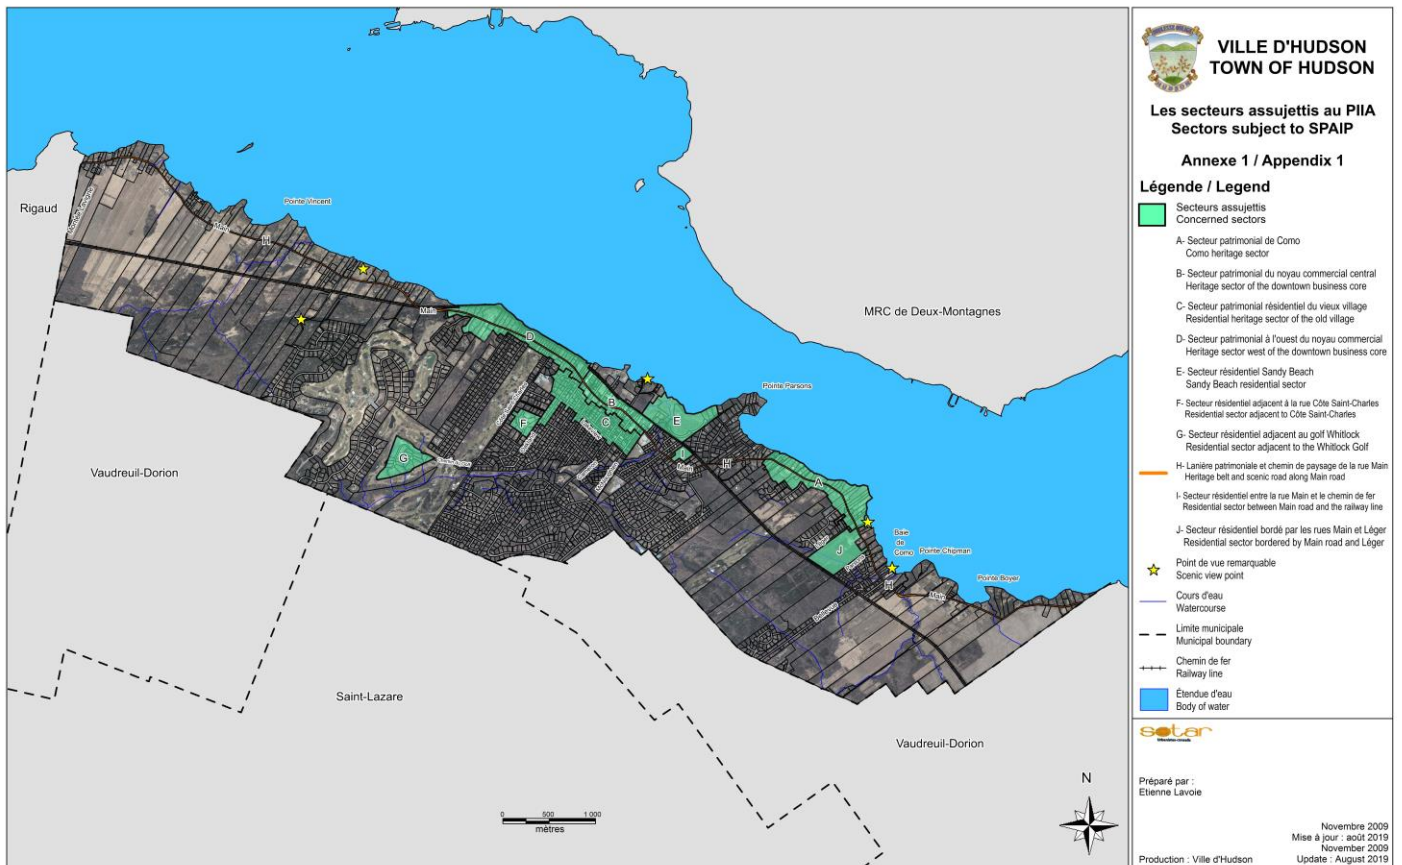 Rigaud
Pointe Vincent
Main
H
MRC de Deux-Montagnes
Main
D
Pointe Parsons
B
E
F
C
G
I
Main
H
Vaudreuil-Dorion
A
Léger
J
Parsons
Baie
de
Como
Pointe Chipman
H
Main
Pointe Boyer
Bellevue
Saint-Lazare
Vaudreuil-Dorion
N
0 500 1 000
mètres
VILLE D'HUDSON
TOWN OF HUDSON
Les secteurs assujettis au PIIA
Sectors subject to SPAIP
Annexe 1 / Appendix 1
Légende / Legend
Secteurs assujettis
Concerned sectors
A- Secteur patrimonial de Como
Como heritage sector
B- Secteur patrimonial du noyau commercial central
Heritage sector of the downtown business core
C- Secteur patrimonial résidentiel du vieux village
Residential heritage sector of the old village
D- Secteur patrimonial à l'ouest du noyau commercial
Heritage sector west of the downtown business core
E- Secteur résidentiel Sandy Beach
Sandy Beach residential sector
F- Secteur résidentiel adjacent à la rue Côte Saint-Charles
Residential sector adjacent to Côte Saint-Charles
G- Secteur résidentiel adjacent au golf Whitlock
Residential sector adjacent to the Whitlock Golf
H- Lanière patrimoniale et chemin de paysage de la rue Main
Heritage belt and scenic road along Main road
I- Secteur résidentiel entre la rue Main et le chemin de fer
Residential sector between Main road and the railway line
J- Secteur résidentiel bordé par les rues Main et Léger
Residential sector bordered by Main road and Léger
Point de vue remarquable
Scenic view point
Cours d'eau
Watercourse
Limite municipale
Municipal boundary
Chemin de fer
Railway line
Étendue d'eau
Body of water
sotar
Préparé par :
Etienne Lavoie
Novembre 2009
Mise à jour : août 2019
November 2009
Production : Ville d'Hudson Update : August 2019